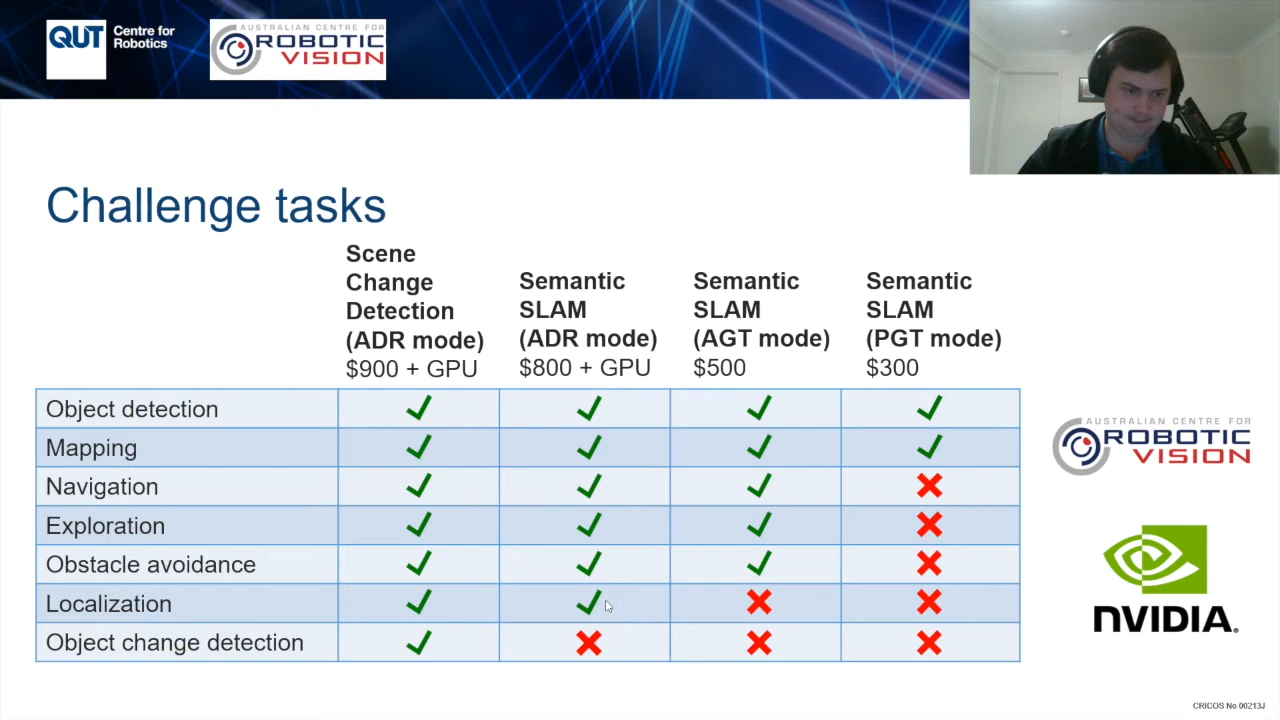 QUT Centre for
Robotics
AUSTRALIAN CENTRE FOR
ROBOTIC
VISION
Challenge tasks
Scene
Change
Detection
(ADR mode)
$900 + GPU
Semantic
SLAM
(ADR mode)
$800 + GPU
Semantic
SLAM
(AGT mode)
$500
Semantic
SLAM
(PGT mode)
$300
Object detection
Mapping
Navigation
Exploration
Obstacle avoidance
Localization
Object change detection
AUSTRALIAN CENTRE FOR
ROBOTIC
VISION
NVIDIA.
CRICOS No.00213J